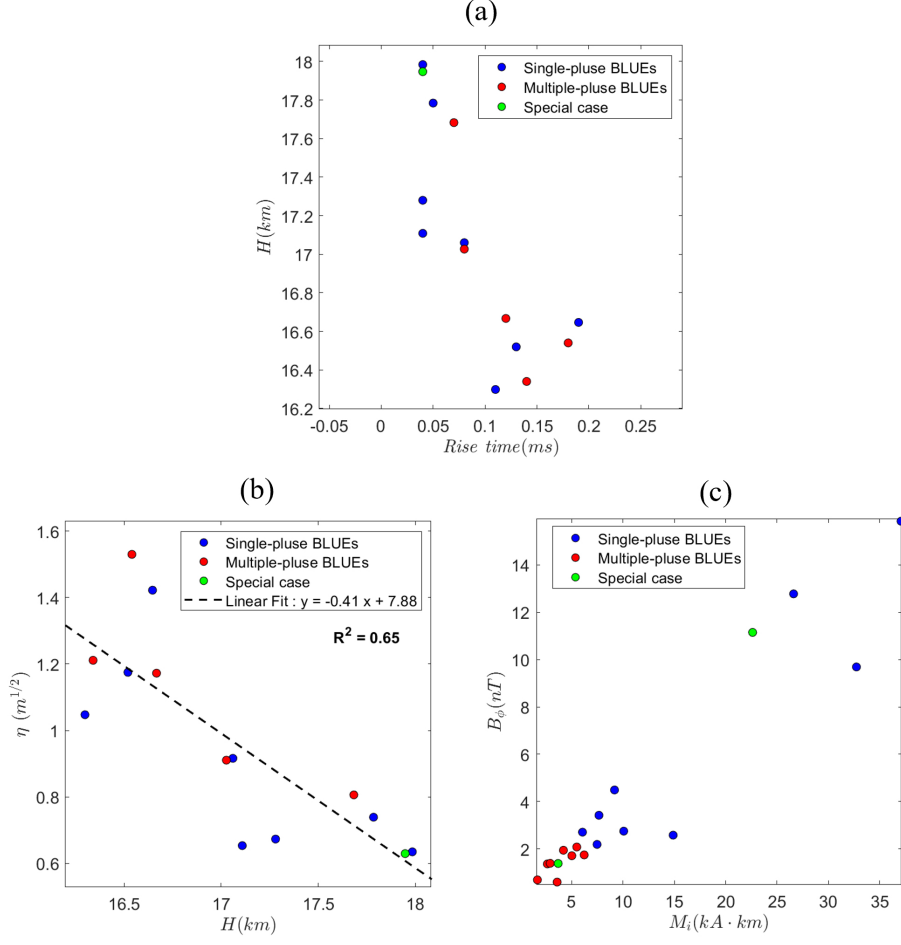 (a)
18
17.8
17.6
17.4
17.2
17
16.8
16.6
16.4
16.2
H(km)
Single-pluse BLUEs
Multiple-pluse BLUEs
Special case
-0.05 0 0.05 0.1 0.15 0.2 0.25
Rise time(ms)
(b)
1.6
1.4
1.2
1
0.8
0.6
η (m^{1/2})
Single-pluse BLUEs
Multiple-pluse BLUEs
Special case
Linear Fit : y = -0.41 x + 7.88
R² = 0.65
16.5 17 17.5 18
H(km)
(c)
14
12
10
8
6
4
2
B_ϕ(nT)
Single-pluse BLUEs
Multiple-pluse BLUEs
Special case
5 10 15 20 25 30 35
M_i(kA · km)